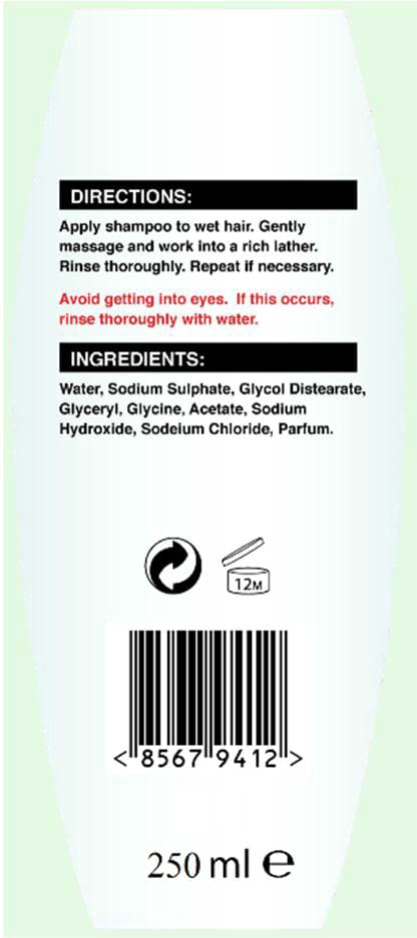 DIRECTIONS:
Apply shampoo to wet hair. Gently
massage and work into a rich lather.
Rinse thoroughly. Repeat if necessary.
Avoid getting into eyes. If this occurs,
rinse thoroughly with water.
INGREDIENTS:
Water, Sodium Sulphate, Glycol Distearate,
Glyceryl, Glycine, Acetate, Sodium
Hydroxide, Sodeium Chloride, Parfum.
12M
<8567 9412>
250 ml e